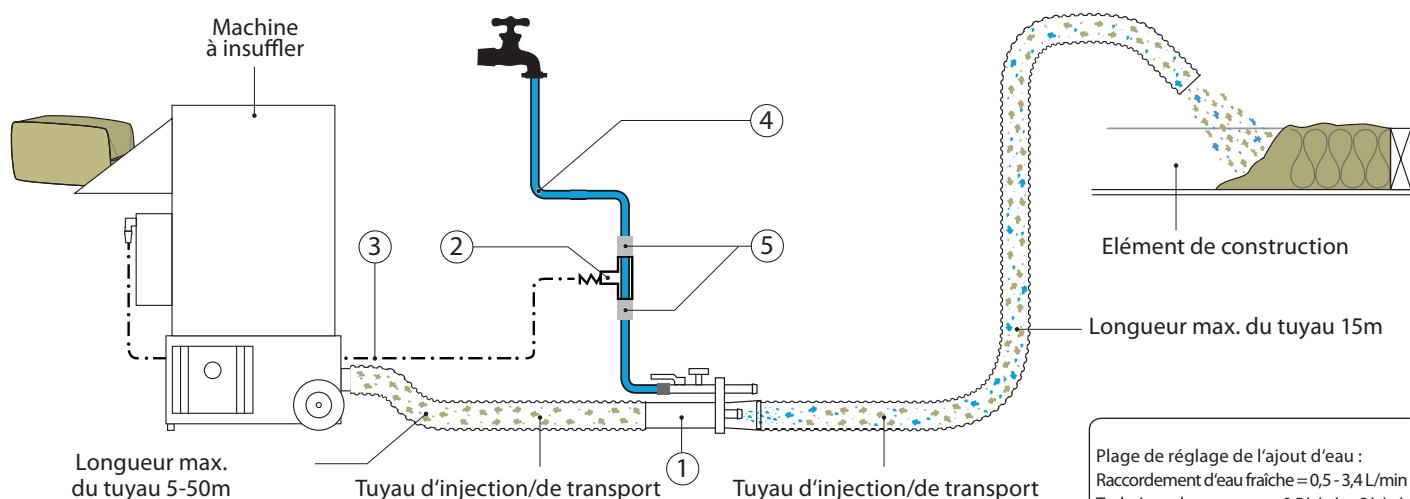 Machine
à insuffler
4
3
2
5
Elément de construction
Longueur max. du tuyau 15m
1
Longueur max.
du tuyau 5-50m
Tuyau d‘injection/de transport
Tuyau d‘injection/de transport
Plage de réglage de l‘ajout d‘eau :
Raccordement d‘eau fraîche = 0,5 - 3,4 L/min